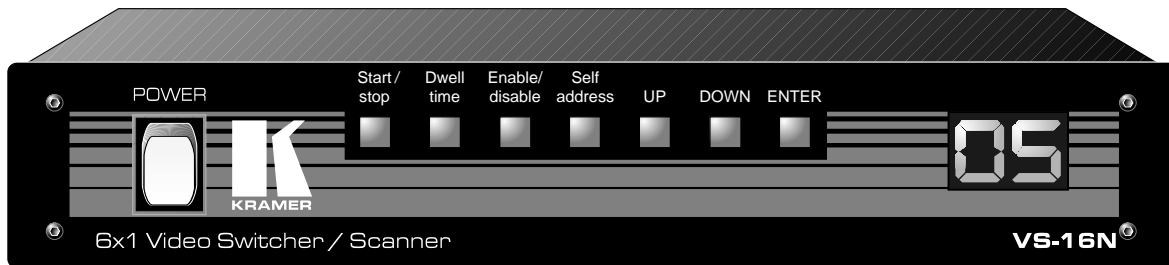 POWER
Start / stop
Dwell time
Enable/ disable
Self address
UP
DOWN
ENTER
05
KRAMER
6x1 Video Switcher / Scanner
VS-16N